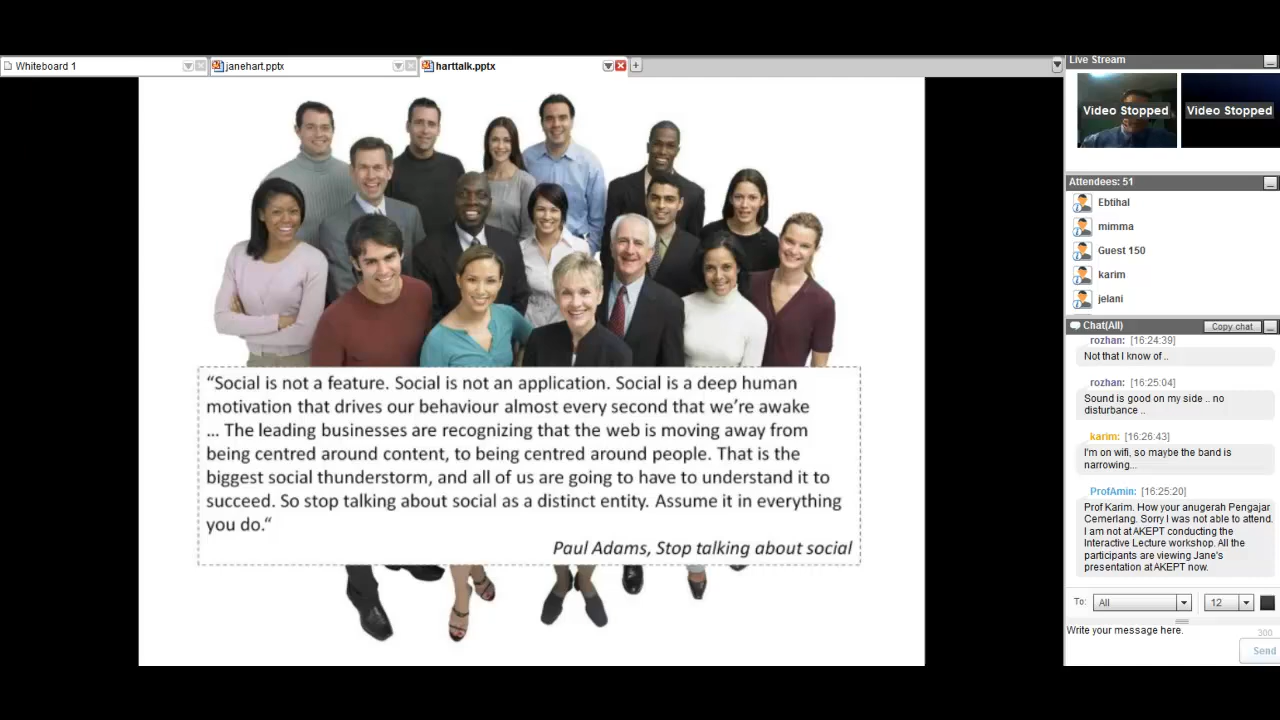 Whiteboard 1
janehart.pptx
harttalk.pptx
Live Stream
Video Stopped
Video Stopped
Attendees: 51
Ebtihal
mimma
Guest 150
karim
jelani
“Social is not a feature. Social is not an application. Social is a deep human
motivation that drives our behaviour almost every second that we’re awake
... The leading businesses are recognizing that the web is moving away from
being centred around content, to being centred around people. That is the
biggest social thunderstorm, and all of us are going to have to understand it to
succeed. So stop talking about social as a distinct entity. Assume it in everything
you do.“
Paul Adams, Stop talking about social
Chat(All)
Copy chat
rozhan: [16:24:39]
Not that I know of ..
rozhan: [16:25:04]
Sound is good on my side .. no
disturbance ..
karim: [16:26:43]
I'm on wifi, so maybe the band is
narrowing...
ProfAmin: [16:25:20]
Prof Karim. How your anugerah Pengajar
Cemerlang. Sorry I was not able to attend.
I am not at AKEPT conducting the
Interactive Lecture workshop. All the
participants are viewing Jane's
presentation at AKEPT now.
To: All 12
Write your message here.
300
Send